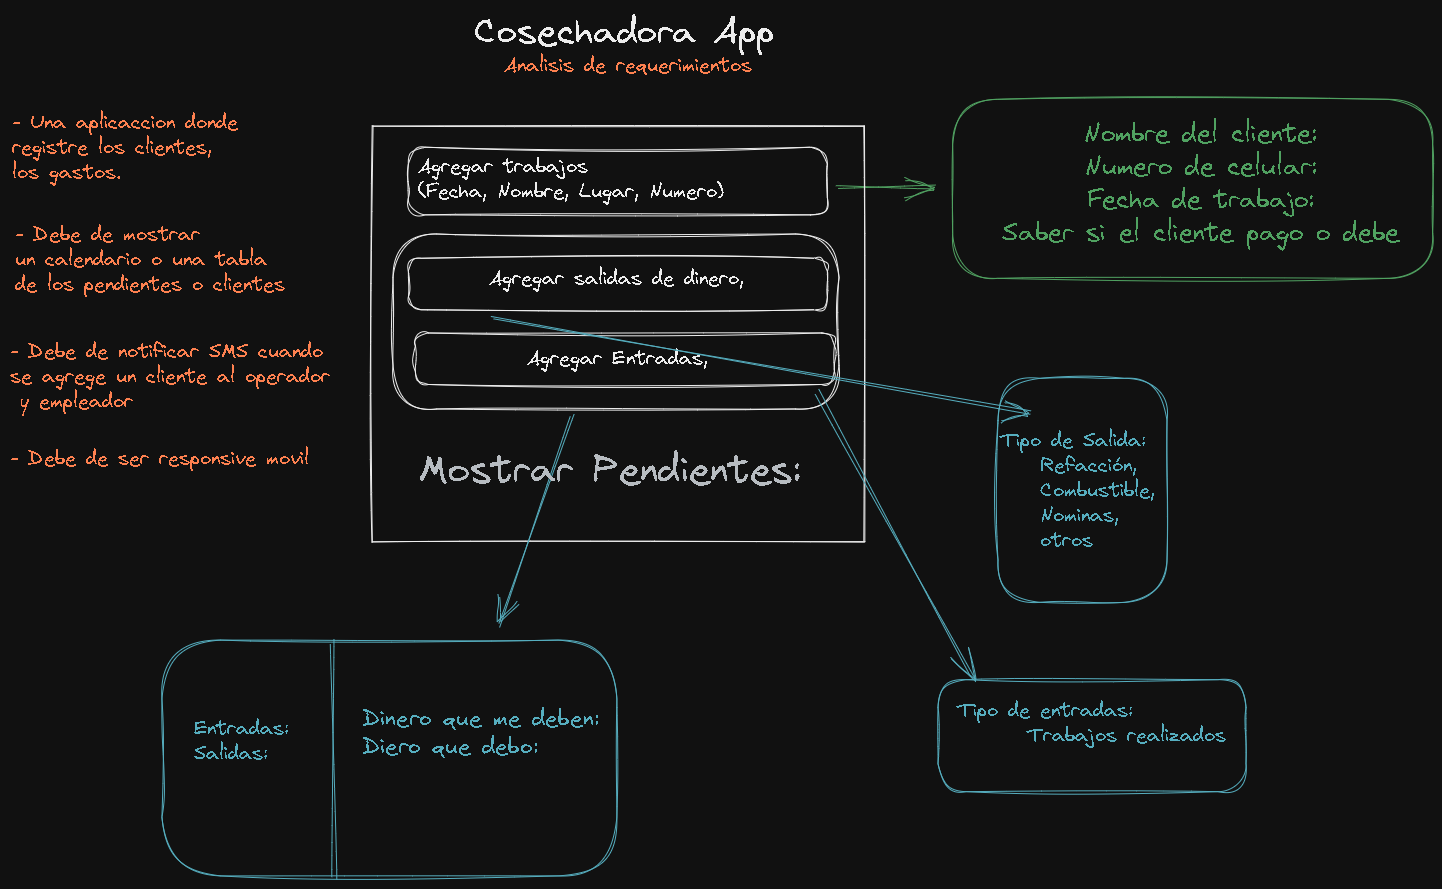 Cosechadora App
Analisis de requerimientos
- Una aplicaccion donde
registre los clientes,
los gastos.
- Debe de mostrar
un calendario o una tabla
de los pendientes o clientes
- Debe de notificar SMS cuando
se agrege un cliente al operador
y empleador
- Debe de ser responsive movil
Agregar trabajos
(Fecha, Nombre, Lugar, Numero)
Agregar salidas de dinero,
Agregar Entradas,
Mostrar Pendientes:
Nombre del cliente:
Numero de celular:
Fecha de trabajo:
Saber si el cliente pago o debe
Tipo de Salida:
Refacción,
Combustible,
Nominas,
otros
Tipo de entradas:
Trabajos realizados
Entradas:
Salidas:
Dinero que me deben:
Diero que debo: